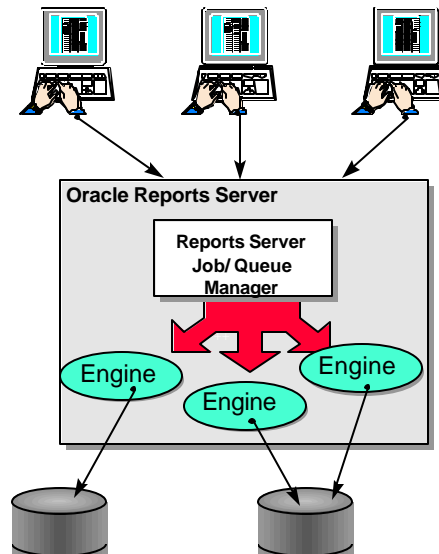 Oracle Reports Server
Reports Server
Job/ Queue
Manager
Engine
Engine
Engine